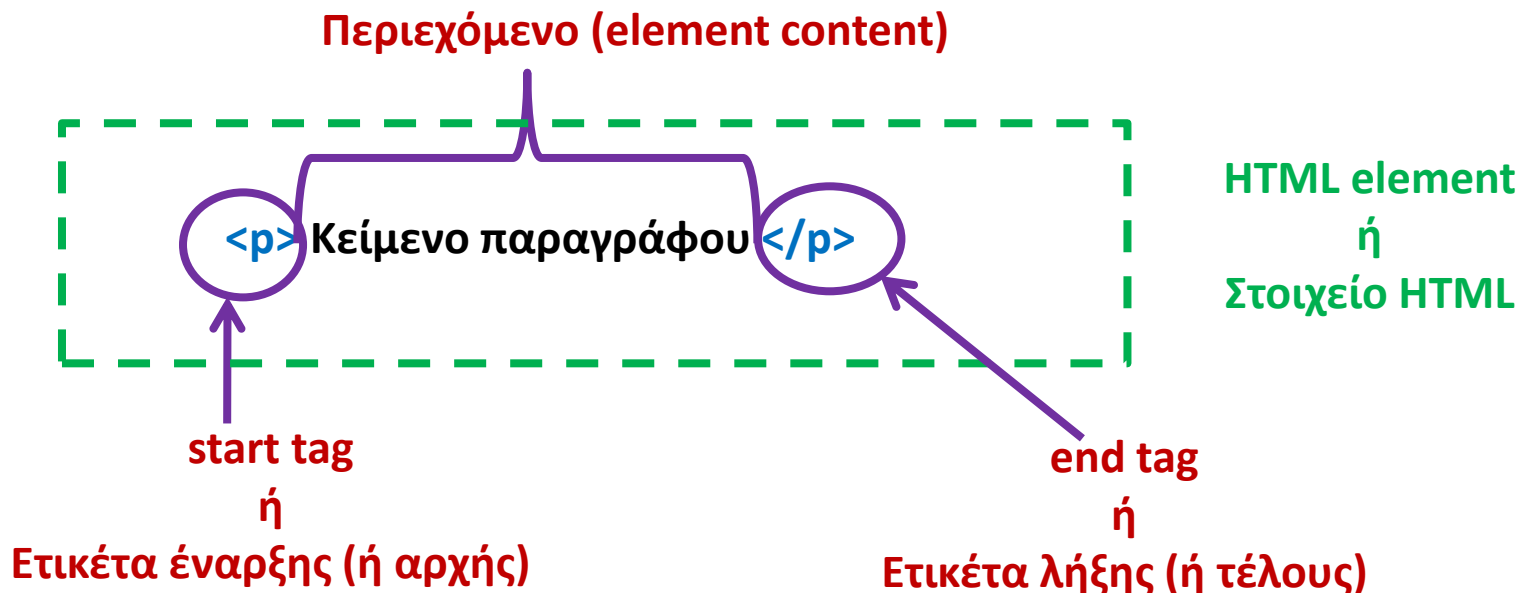 Περιεχόμενο (element content)
<p> Κείμενο παραγράφου </p>
HTML element
ή
Στοιχείο HTML
start tag
ή
Ετικέτα έναρξης (ή αρχής)
end tag
ή
Ετικέτα λήξης (ή τέλους)